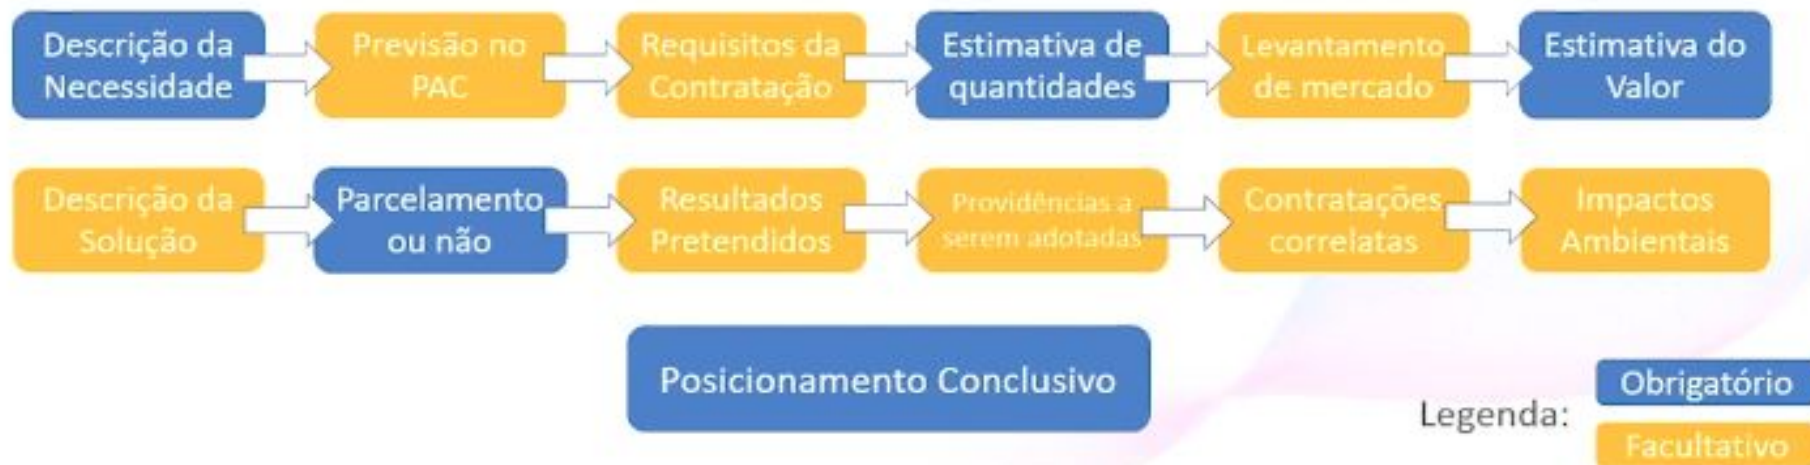 Descrição da
Necessidade
Previsão no
PAC
Requisitos da
Contratação
Estimativa de
quantidades
Levantamento
de mercado
Estimativa do
Valor
Descrição da
Solução
Parcelamento
ou não
Resultados
Pretendidos
Providências a
serem adotadas
Contratações
correlatas
Impactos
Ambientais
Posicionamento Conclusivo
Legenda:
Obrigatório
Facultativo